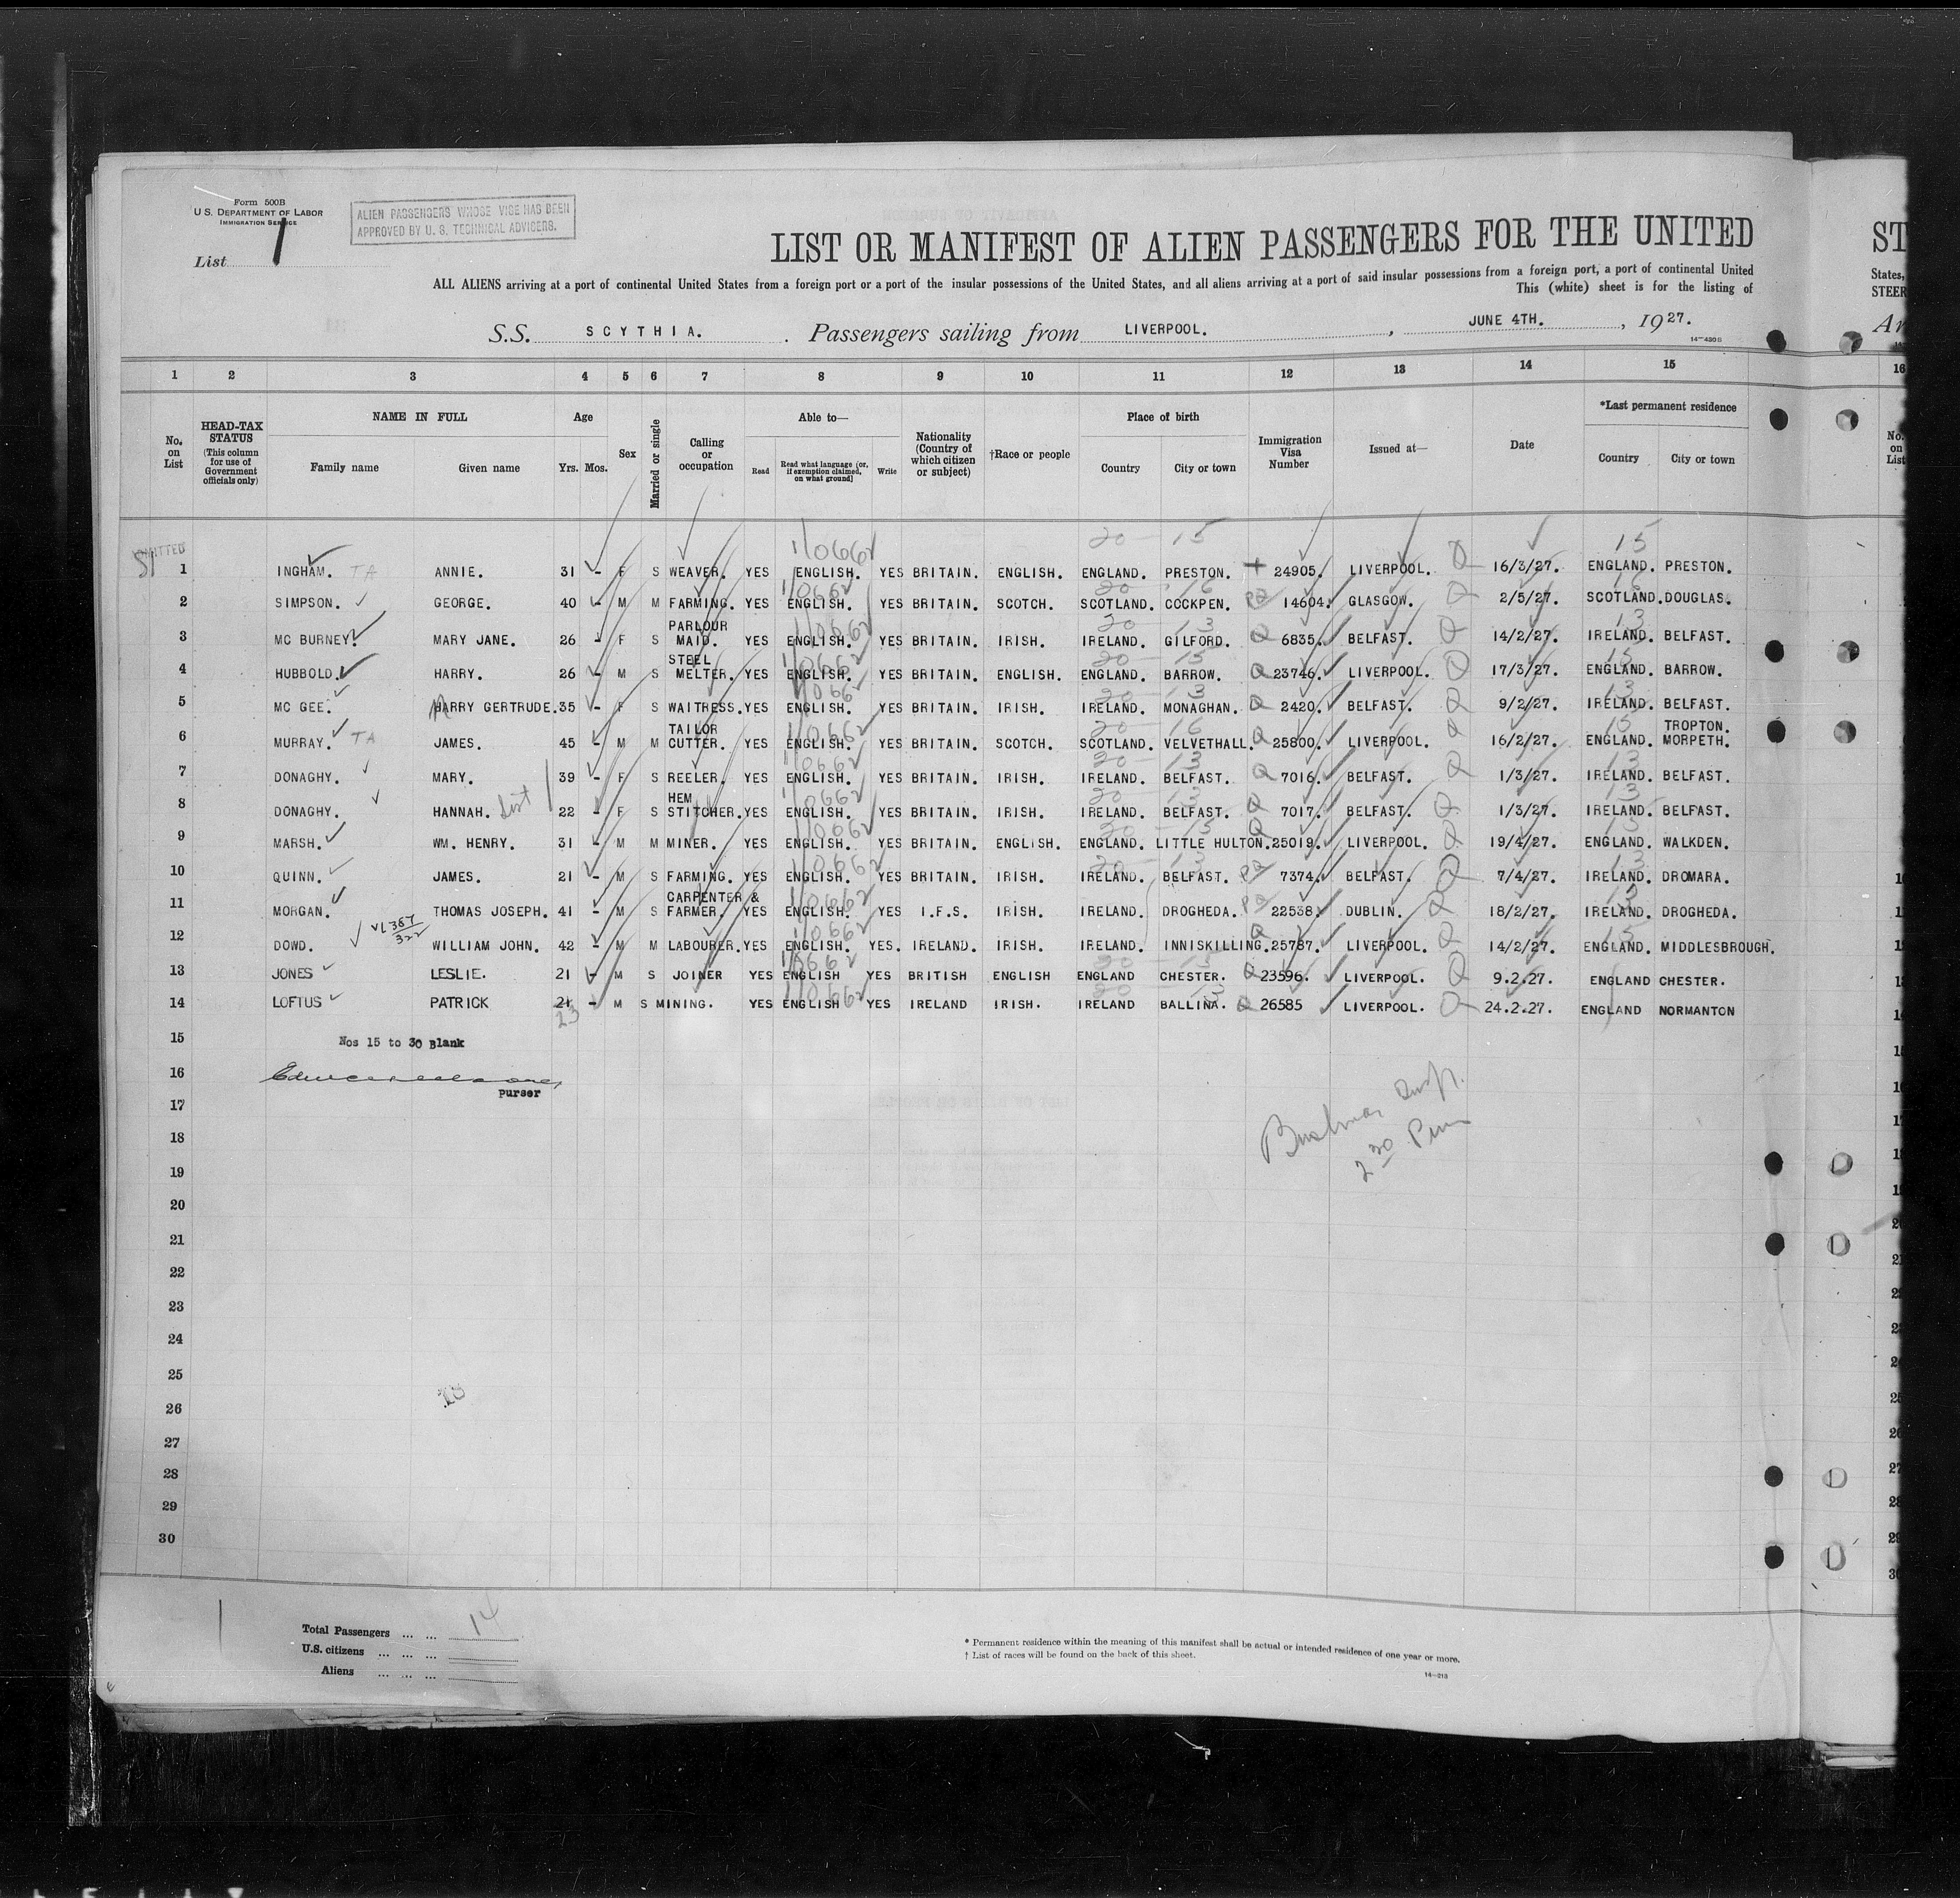 Form 500B
U. S. DEPARTMENT OF LABOR
IMMIGRATION SERVICE
ALIEN PASSENGERS WHOSE VISE HAS BEEN
APPROVED BY U. S. TECHNICAL ADVISERS.
List 1
LIST OR MANIFEST OF ALIEN PASSENGERS FOR THE UNITED
ST
ALL ALIENS arriving at a port of continental United States from a foreign port or a port of the insular possessions of the United States, and all aliens arriving at a port of said insular possessions from a foreign port, a port of continental United
States,
This (white) sheet is for the listing of
STEER
S.S. SCYTHIA. Passengers sailing from LIVERPOOL. , JUNE 4TH. , 1927.
Ar
14—430B
1 2 3 4 5 6 7 8 9 10 11 12 13 14 15 16
No. on List
HEAD-TAX STATUS (This column for use of Government officials only)
NAME IN FULL
Family name Given name
Age
Yrs. Mos.
Sex
Married or single
Calling or occupation
Able to—
Read Read what language (or, if exemption claimed, on what ground) Write
Nationality (Country of which citizen or subject)
†Race or people
Place of birth
Country City or town
Immigration Visa Number
Issued at—
Date
*Last permanent residence
Country City or town
No. on List
20 15 15
ADMITTED
SI 1 INGHAM. TA ANNIE. 31 - F S WEAVER. YES ENGLISH. YES BRITAIN. ENGLISH. ENGLAND. PRESTON. 24905. LIVERPOOL. 16/3/27. ENGLAND. PRESTON.
2 SIMPSON. GEORGE. 40 - M M FARMING. YES ENGLISH. YES BRITAIN. SCOTCH. SCOTLAND. COCKPEN. 14604. GLASGOW. 2/5/27. SCOTLAND. DOUGLAS.
3 MC BURNEY. MARY JANE. 26 - F S PARLOUR MAID. YES ENGLISH. YES BRITAIN. IRISH. IRELAND. GILFORD. 6835. BELFAST. 14/2/27. IRELAND. BELFAST.
4 HUBBOLD. HARRY. 26 - M S STEEL MELTER. YES ENGLISH. YES BRITAIN. ENGLISH. ENGLAND. BARROW. 23746. LIVERPOOL. 17/3/27. ENGLAND. BARROW.
5 MC GEE. HARRY GERTRUDE. 35 - F S WAITRESS. YES ENGLISH. YES BRITAIN. IRISH. IRELAND. MONAGHAN. 2420. BELFAST. 9/2/27. IRELAND. BELFAST.
6 MURRAY. TA JAMES. 45 - M M TAILOR CUTTER. YES ENGLISH. YES BRITAIN. SCOTCH. SCOTLAND. VELVETHALL. 25800. LIVERPOOL. 16/2/27. ENGLAND. TROPTON. MORPETH.
7 DONAGHY. MARY. 39 - F S REELER. YES ENGLISH. YES BRITAIN. IRISH. IRELAND. BELFAST. 7016. BELFAST. 1/3/27. IRELAND. BELFAST.
8 DONAGHY. HANNAH. 22 - F S HEM STITCHER. YES ENGLISH. YES BRITAIN. IRISH. IRELAND. BELFAST. 7017. BELFAST. 1/3/27. IRELAND. BELFAST.
9 MARSH. WM. HENRY. 31 - M M MINER. YES ENGLISH. YES BRITAIN. ENGLISH. ENGLAND. LITTLE HULTON. 25019. LIVERPOOL. 19/4/27. ENGLAND. WALKDEN.
10 QUINN. JAMES. 21 - M S FARMING. YES ENGLISH. YES BRITAIN. IRISH. IRELAND. BELFAST. 7374. BELFAST. 7/4/27. IRELAND. DROMARA.
11 MORGAN. THOMAS JOSEPH. 41 - M S CARPENTER & FARMER. YES ENGLISH. YES I.F.S. IRISH. IRELAND. DROGHEDA. 22538. DUBLIN. 18/2/27. IRELAND. DROGHEDA.
12 DOWD. WILLIAM JOHN. 42 - M M LABOURER. YES ENGLISH. YES. IRELAND. IRISH. IRELAND. INNISKILLING. 25787. LIVERPOOL. 14/2/27. ENGLAND. MIDDLESBROUGH.
13 JONES LESLIE. 21 - M S JOINER YES ENGLISH YES BRITISH ENGLISH ENGLAND CHESTER. 23596. LIVERPOOL. 9.2.27. ENGLAND CHESTER.
14 LOFTUS PATRICK 21 - M S MINING. YES ENGLISH YES IRELAND IRISH. IRELAND BALLINA. 26585 LIVERPOOL. 24.2.27. ENGLAND NORMANTON
23
15 Nos 15 to 30 Blank
16
purser
17
18
2 30 Pm
19
20
21
22
23
24
25
26
27
28
29
30
Total Passengers ... ... 14
U.S. citizens ... ... ...
Aliens ... ... ...
* Permanent residence within the meaning of this manifest shall be actual or intended residence of one year or more.
† List of races will be found on the back of this sheet.
14—213